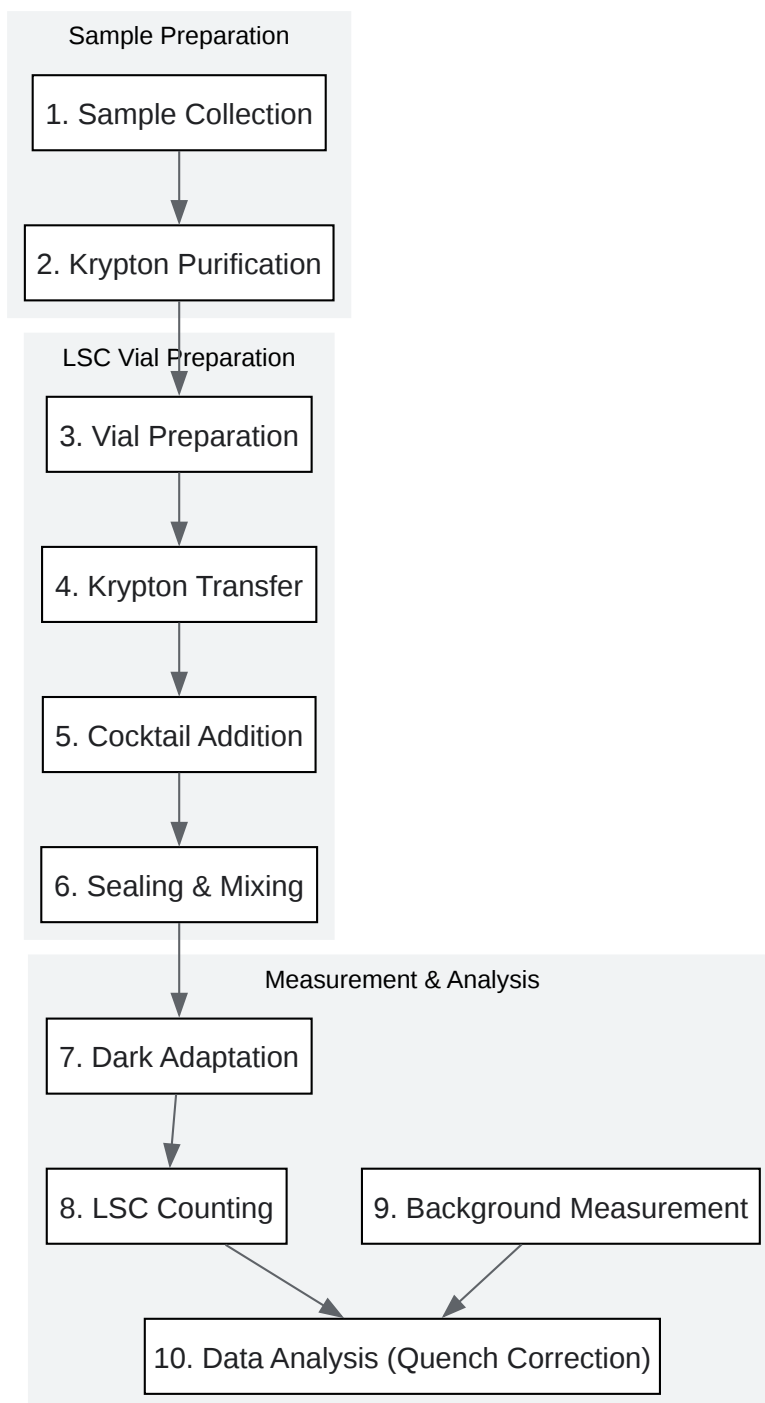 Sample Preparation
1. Sample Collection
2. Krypton Purification
LSC Vial Preparation
3. Vial Preparation
4. Krypton Transfer
5. Cocktail Addition
6. Sealing & Mixing
Measurement & Analysis
7. Dark Adaptation
8. LSC Counting
9. Background Measurement
10. Data Analysis (Quench Correction)